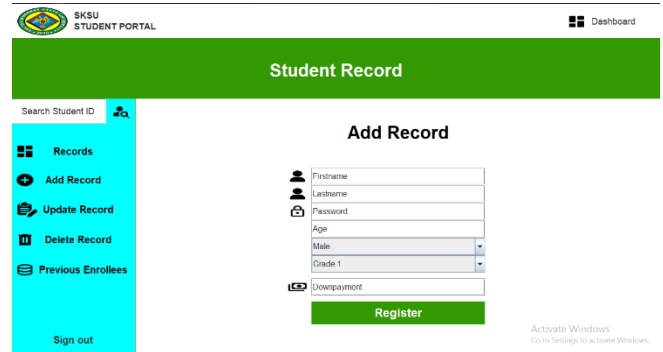 SKSU
STUDENT PORTAL
Dashboard
Student Record
Search Student ID
Records
Add Record
Update Record
Delete Record
Previous Enrollees
Sign out
Add Record
Firstname
Lastname
Password
Age
Male
Grade 1
Downpayment
Register
Activate Windows
Go to Settings to activate Windows.